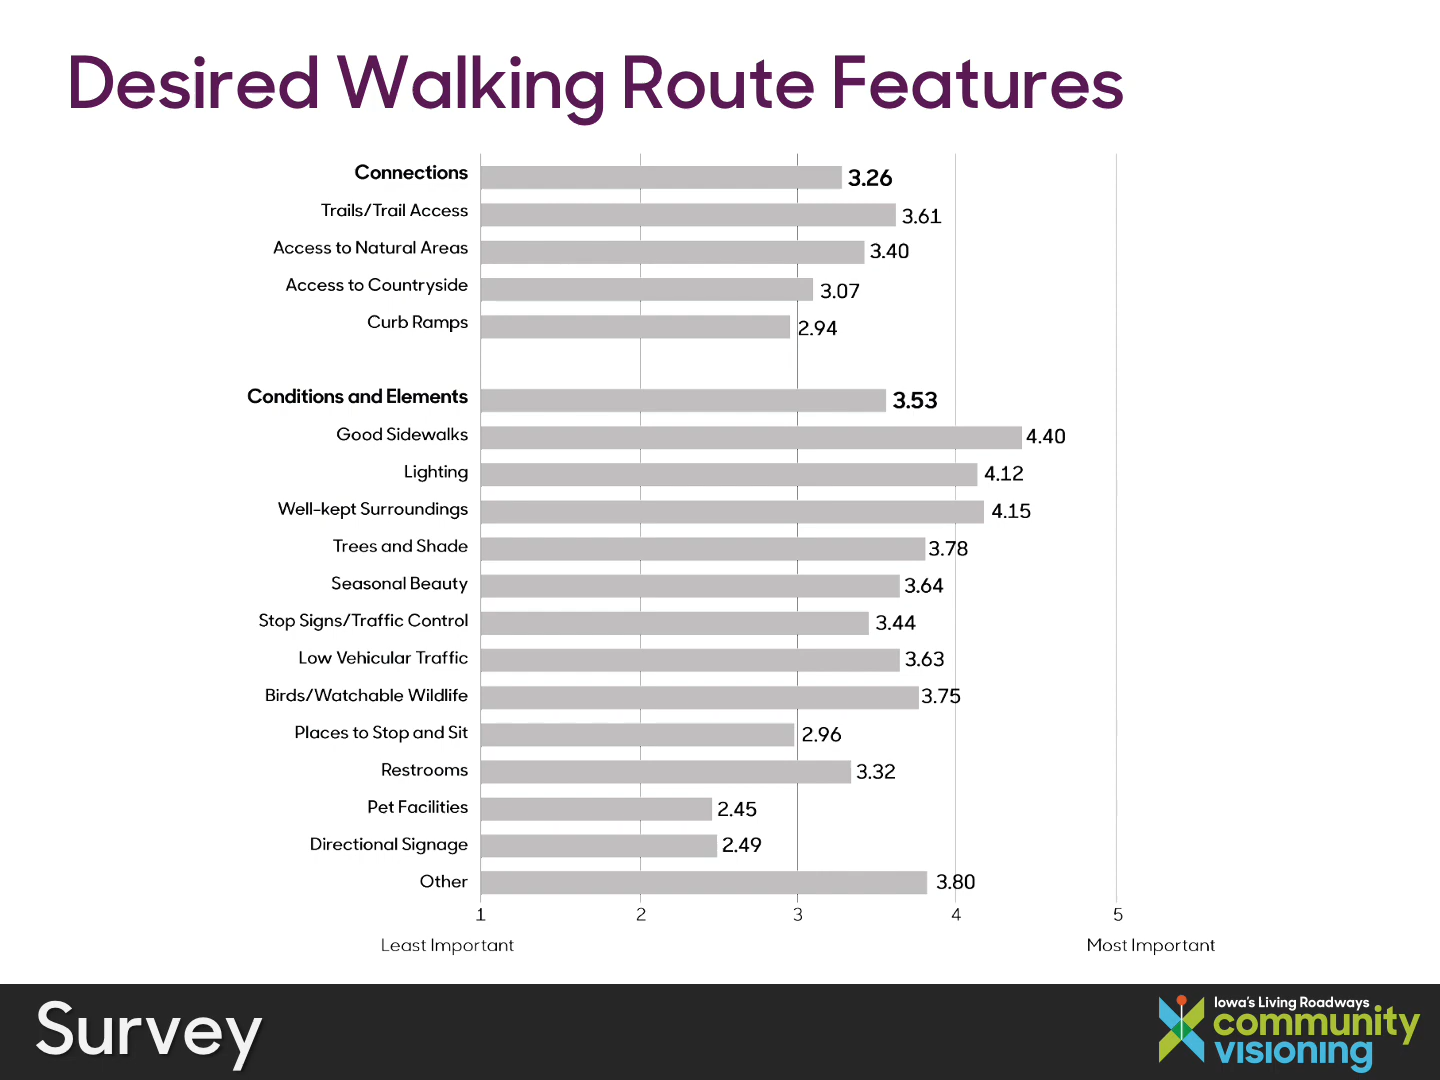 Desired Walking Route Features
Connections 3.26
Trails/Trail Access 3.61
Access to Natural Areas 3.40
Access to Countryside 3.07
Curb Ramps 2.94
Conditions and Elements 3.53
Good Sidewalks 4.40
Lighting 4.12
Well-kept Surroundings 4.15
Trees and Shade 3.78
Seasonal Beauty 3.64
Stop Signs/Traffic Control 3.44
Low Vehicular Traffic 3.63
Birds/Watchable Wildlife 3.75
Places to Stop and Sit 2.96
Restrooms 3.32
Pet Facilities 2.45
Directional Signage 2.49
Other 3.80
1 2 3 4 5
Least Important Most Important
Survey
Iowa's Living Roadways
community
visioning